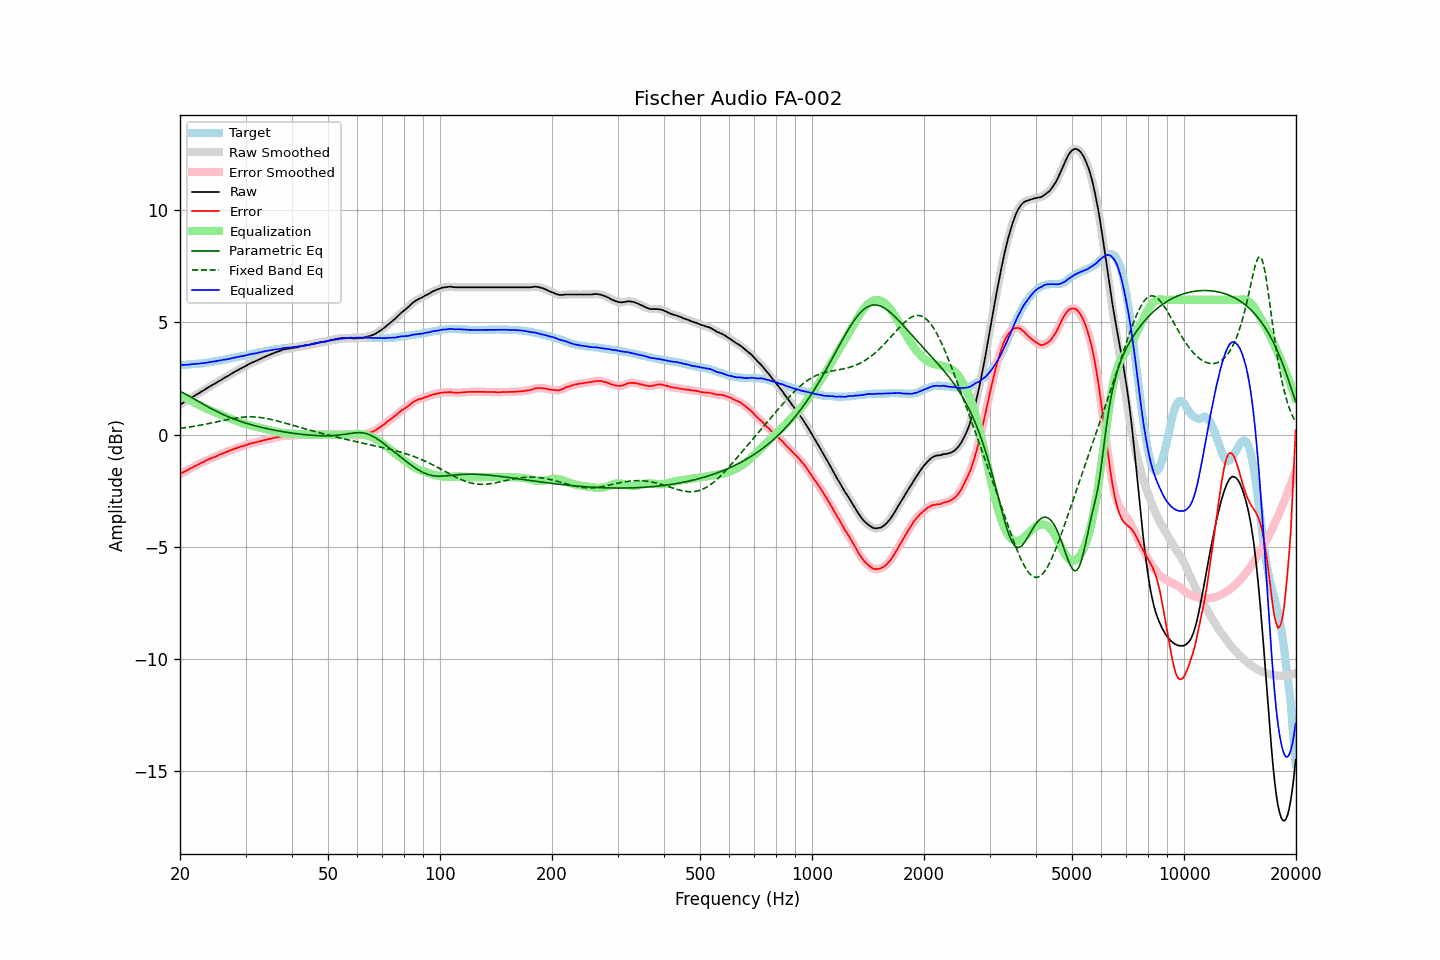 Fischer Audio FA-002
Target
Raw Smoothed
Error Smoothed
Raw
Error
Equalization
Parametric Eq
Fixed Band Eq
Equalized
10
5
0
−5
−10
−15
Amplitude (dBr)
20 50 100 200 500 1000 2000 5000 10000 20000
Frequency (Hz)